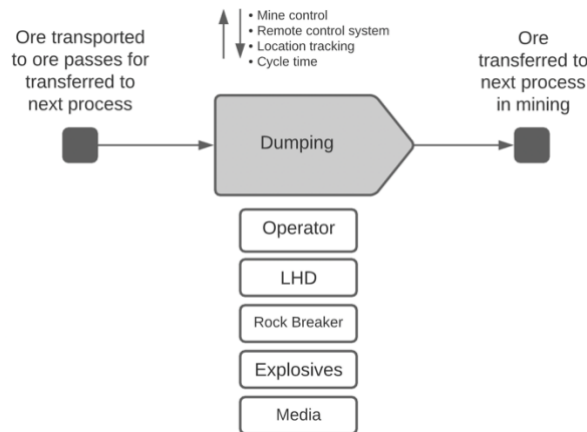 • Mine control
• Remote control system
• Location tracking
• Cycle time
Ore transported
to ore passes for
transferred to
next process
Ore
transferred to
next process
in mining
Dumping
Operator
LHD
Rock Breaker
Explosives
Media